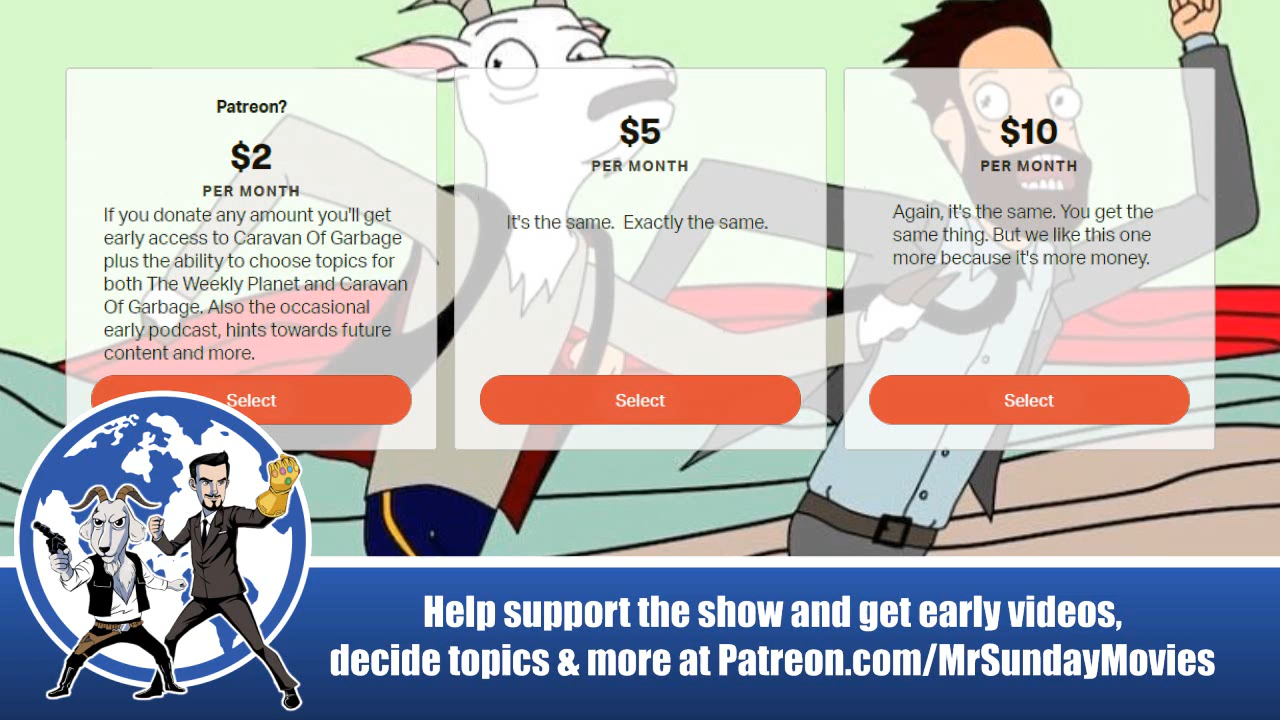 Patreon?
$2
PER MONTH
If you donate any amount you'll get
early access to Caravan Of Garbage
plus the ability to choose topics for
both The Weekly Planet and Caravan
Of Garbage. Also the occasional
early podcast, hints towards future
content and more.
Select
$5
PER MONTH
It's the same.  Exactly the same.
Select
$10
PER MONTH
Again, it's the same. You get the
same thing. But we like this one
more because it's more money.
Select
Help support the show and get early videos,
decide topics & more at Patreon.com/MrSundayMovies